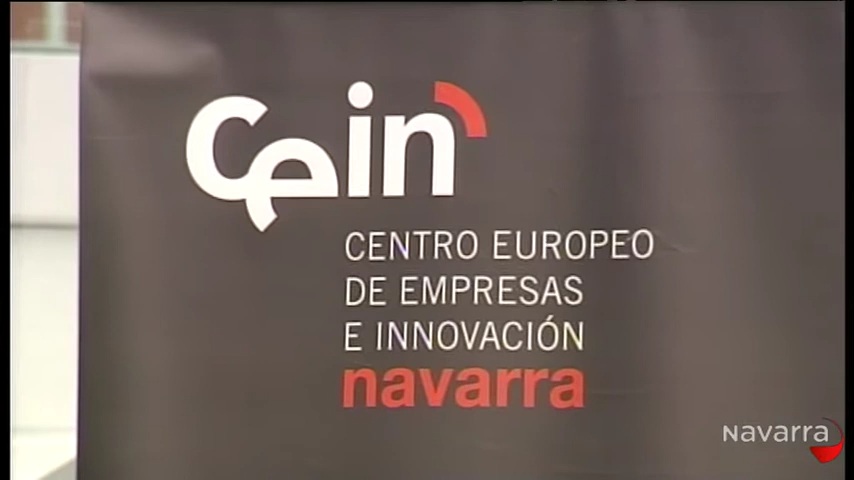 cein
CENTRO EUROPEO
DE EMPRESAS
E INNOVACIÓN
navarra
Navarra